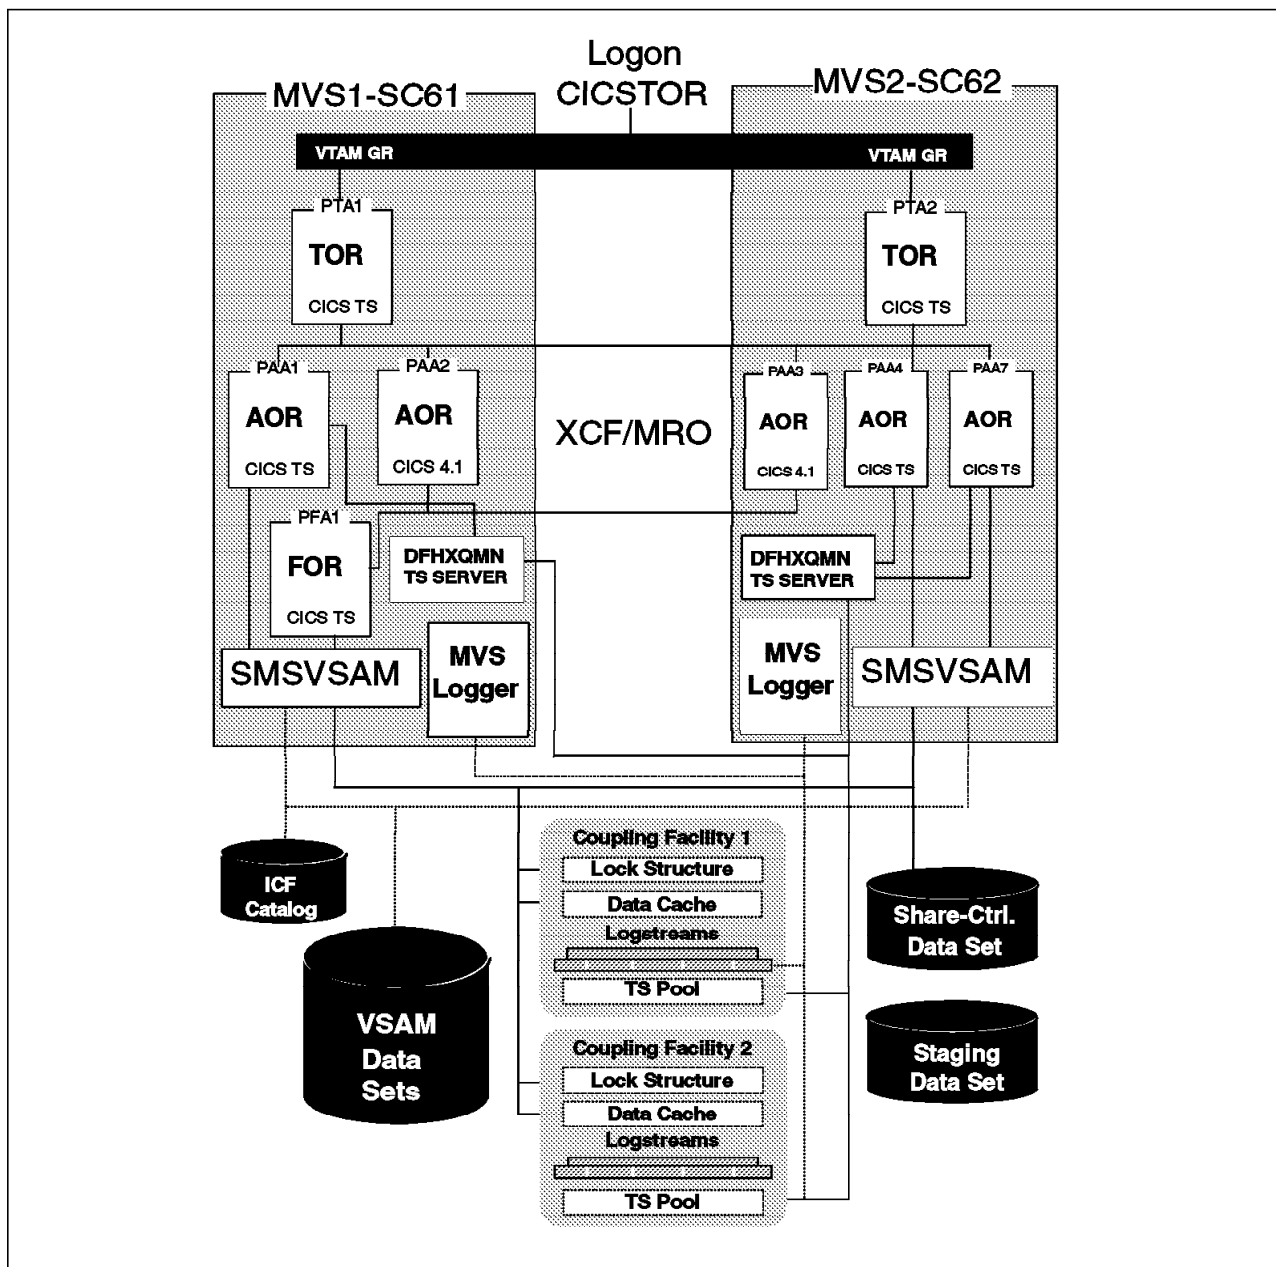 Logon
CICSTOR
MVS1-SC61
MVS2-SC62
VTAM GR
VTAM GR
PTA1
TOR
CICS TS
PTA2
TOR
CICS TS
PAA1
AOR
CICS TS
PAA2
AOR
CICS 4.1
XCF/MRO
PAA3
AOR
CICS 4.1
PAA4
AOR
CICS TS
PAA7
AOR
CICS TS
PFA1
FOR
CICS TS
DFHXQMN
TS SERVER
DFHXQMN
TS SERVER
SMSVSAM
MVS
Logger
MVS
Logger
SMSVSAM
ICF
Catalog
VSAM
Data
Sets
Coupling Facility 1
Lock Structure
Data Cache
Logstreams
TS Pool
Coupling Facility 2
Lock Structure
Data Cache
Logstreams
TS Pool
Share-Ctrl.
Data Set
Staging
Data Set